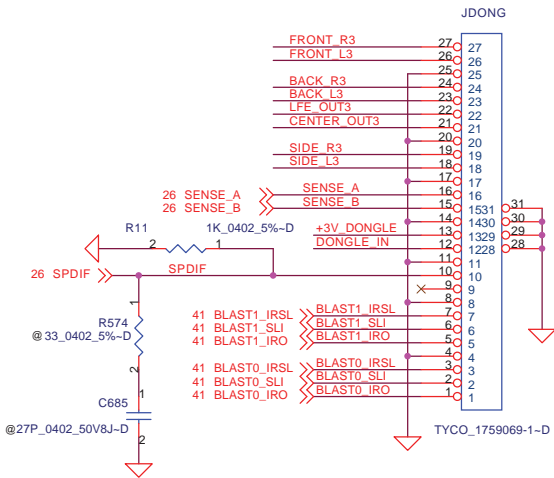 JDONG
FRONT_R3 27 27
FRONT_L3 26 26
25 25
BACK_R3 24 24
BACK_L3 23 23
LFE_OUT3 22 22
CENTER_OUT3 21 21
20 20
SIDE_R3 19 19
SIDE_L3 18 18
17 17
26 SENSE_A SENSE_A 16 16
26 SENSE_B SENSE_B 15 1531 31
R11 1K_0402_5%~D 14 1430 30
2 1 +3V_DONGLE 13 1329 29
DONGLE_IN 12 1228 28
11 11
26 SPDIF SPDIF 10 10
9 9
8 8
1
R574
@33_0402_5%~D
2
41 BLAST1_IRSL BLAST1_IRSL 7 7
41 BLAST1_SLI BLAST1_SLI 6 6
41 BLAST1_IRO BLAST1_IRO 5 5
4 4
41 BLAST0_IRSL BLAST0_IRSL 3 3
41 BLAST0_SLI BLAST0_SLI 2 2
41 BLAST0_IRO BLAST0_IRO 1 1
1
C685
@27P_0402_50V8J~D
2
TYCO_1759069-1~D